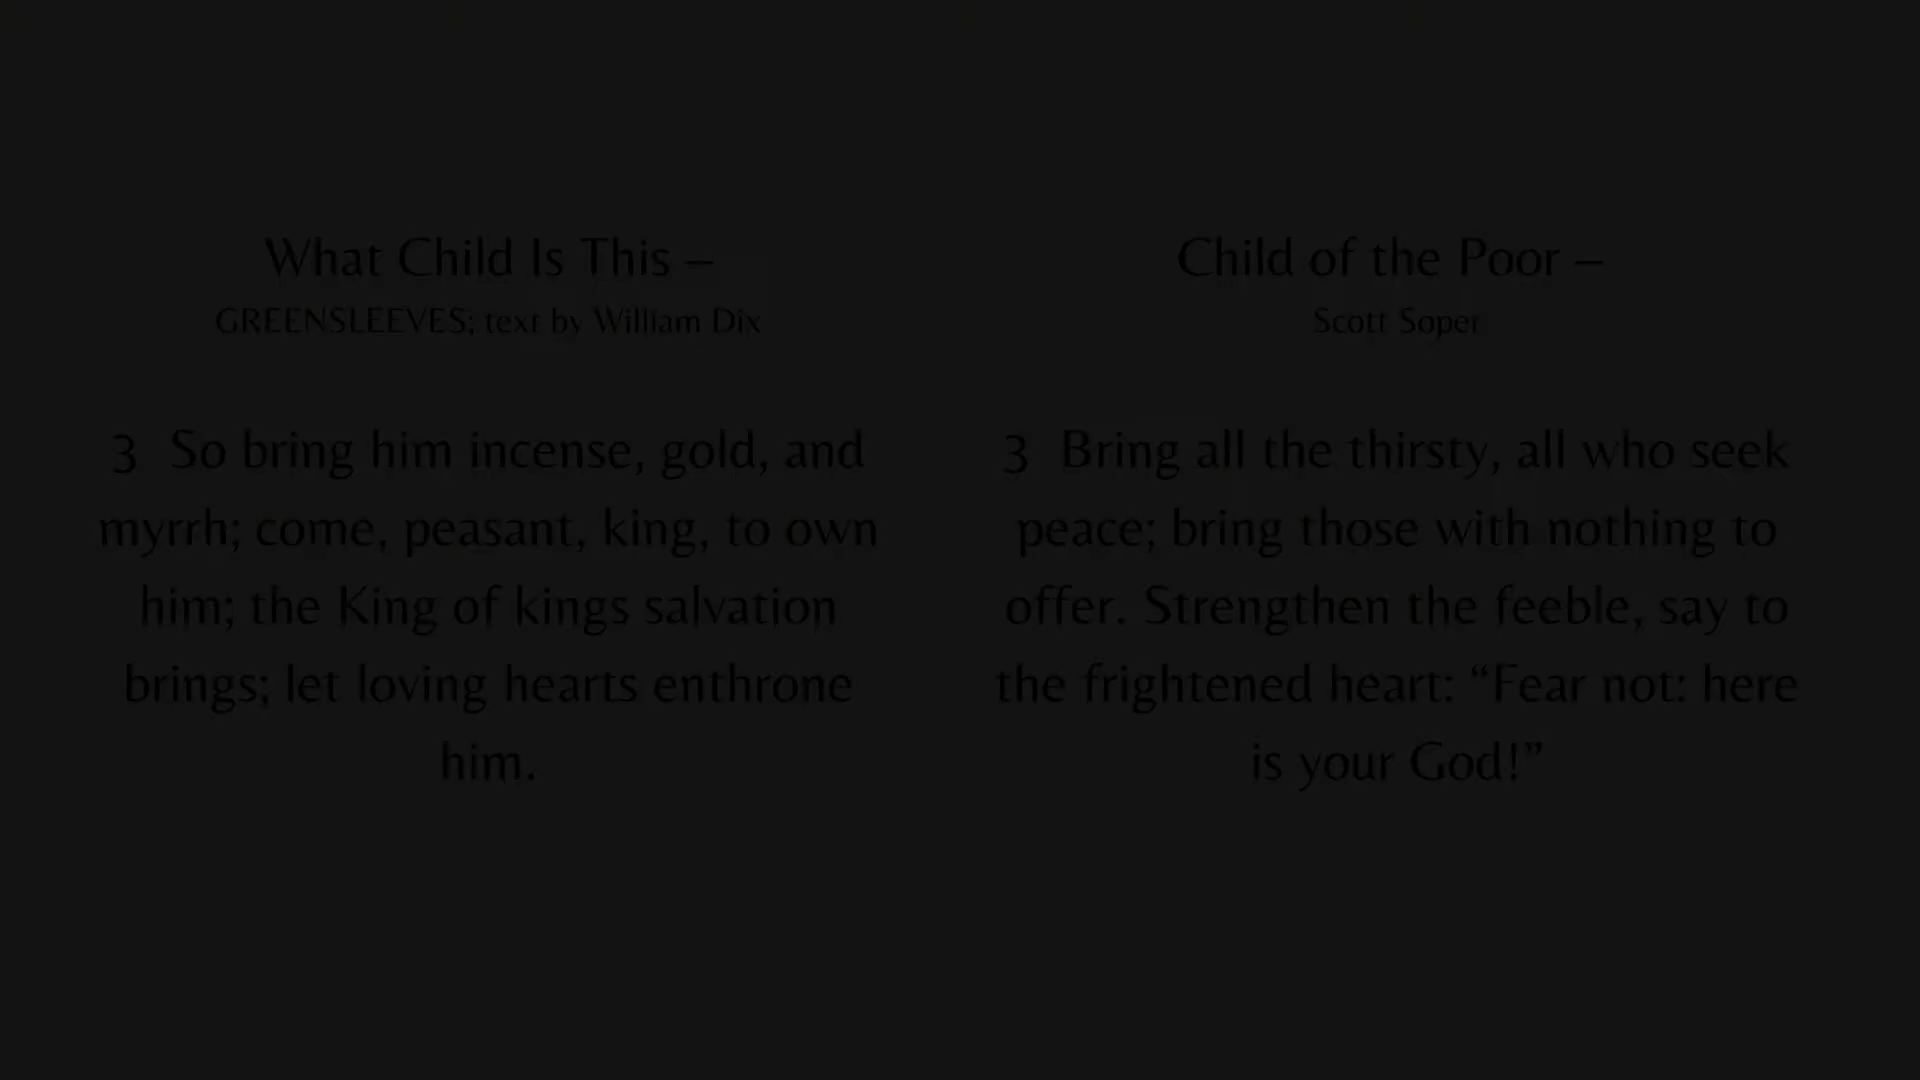 What Child Is This –
GREENSLEEVES; text by William Dix
3 So bring him incense, gold, and
myrrh; come, peasant, king, to own
him; the King of kings salvation
brings; let loving hearts enthrone
him.
Child of the Poor –
Scott Soper
3 Bring all the thirsty, all who seek
peace; bring those with nothing to
offer. Strengthen the feeble, say to
the frightened heart: “Fear not: here
is your God!”